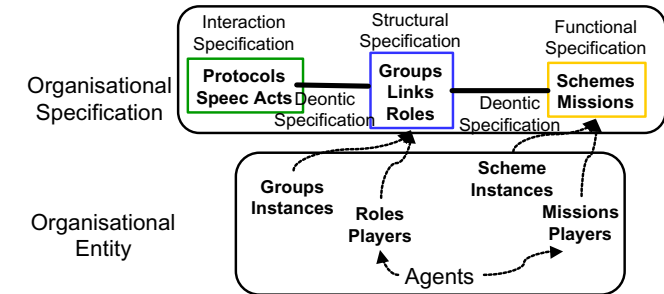 Interaction
Specification
Structural
Specification
Functional
Specification
Organisational
Specification
Protocols
Speec Acts
Deontic
Specification
Groups
Links
Roles
Deontic
Specification
Schemes
Missions
Organisational
Entity
Groups
Instances
Roles
Players
Scheme
Instances
Missions
Players
Agents